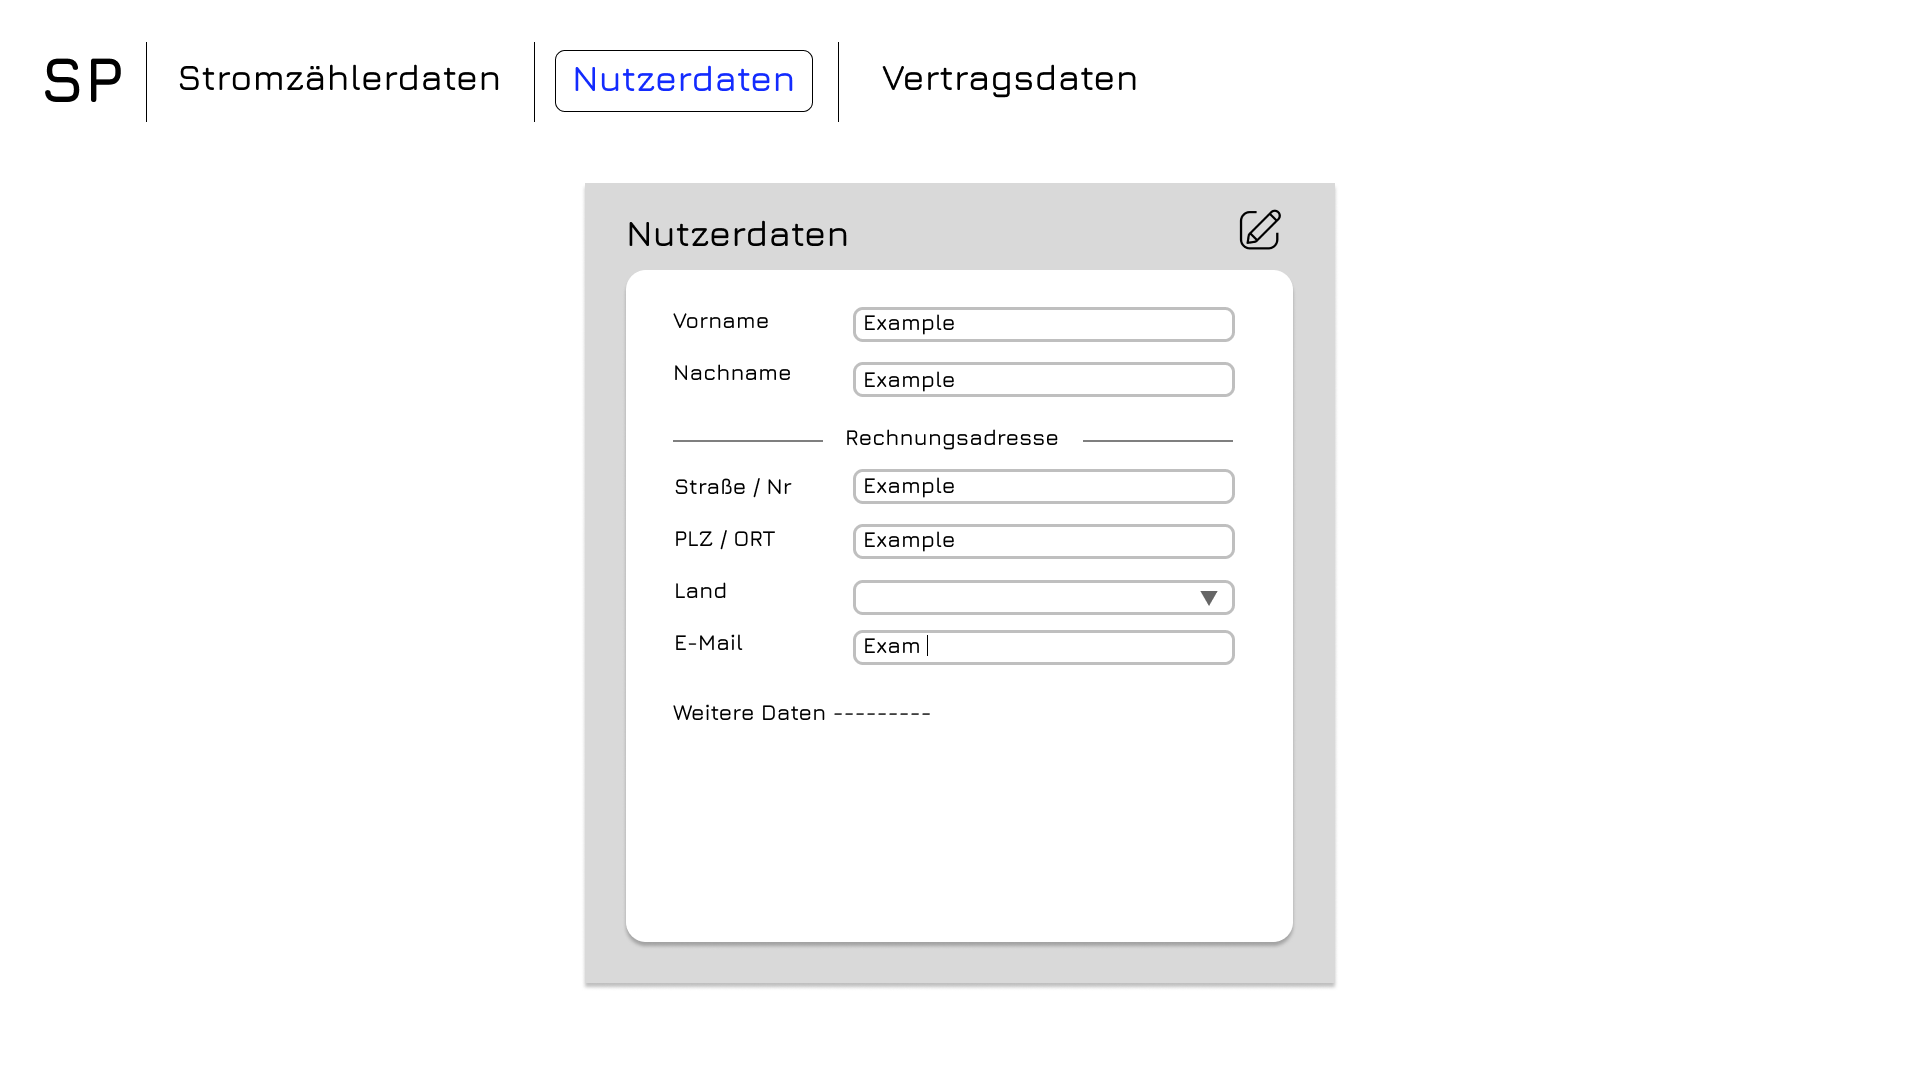 SP
Stromzählerdaten
Nutzerdaten
Vertragsdaten
Nutzerdaten
Vorname Example
Nachname Example
Rechnungsadresse
Straße / Nr Example
PLZ / ORT Example
Land
E-Mail Exam
Weitere Daten ---------